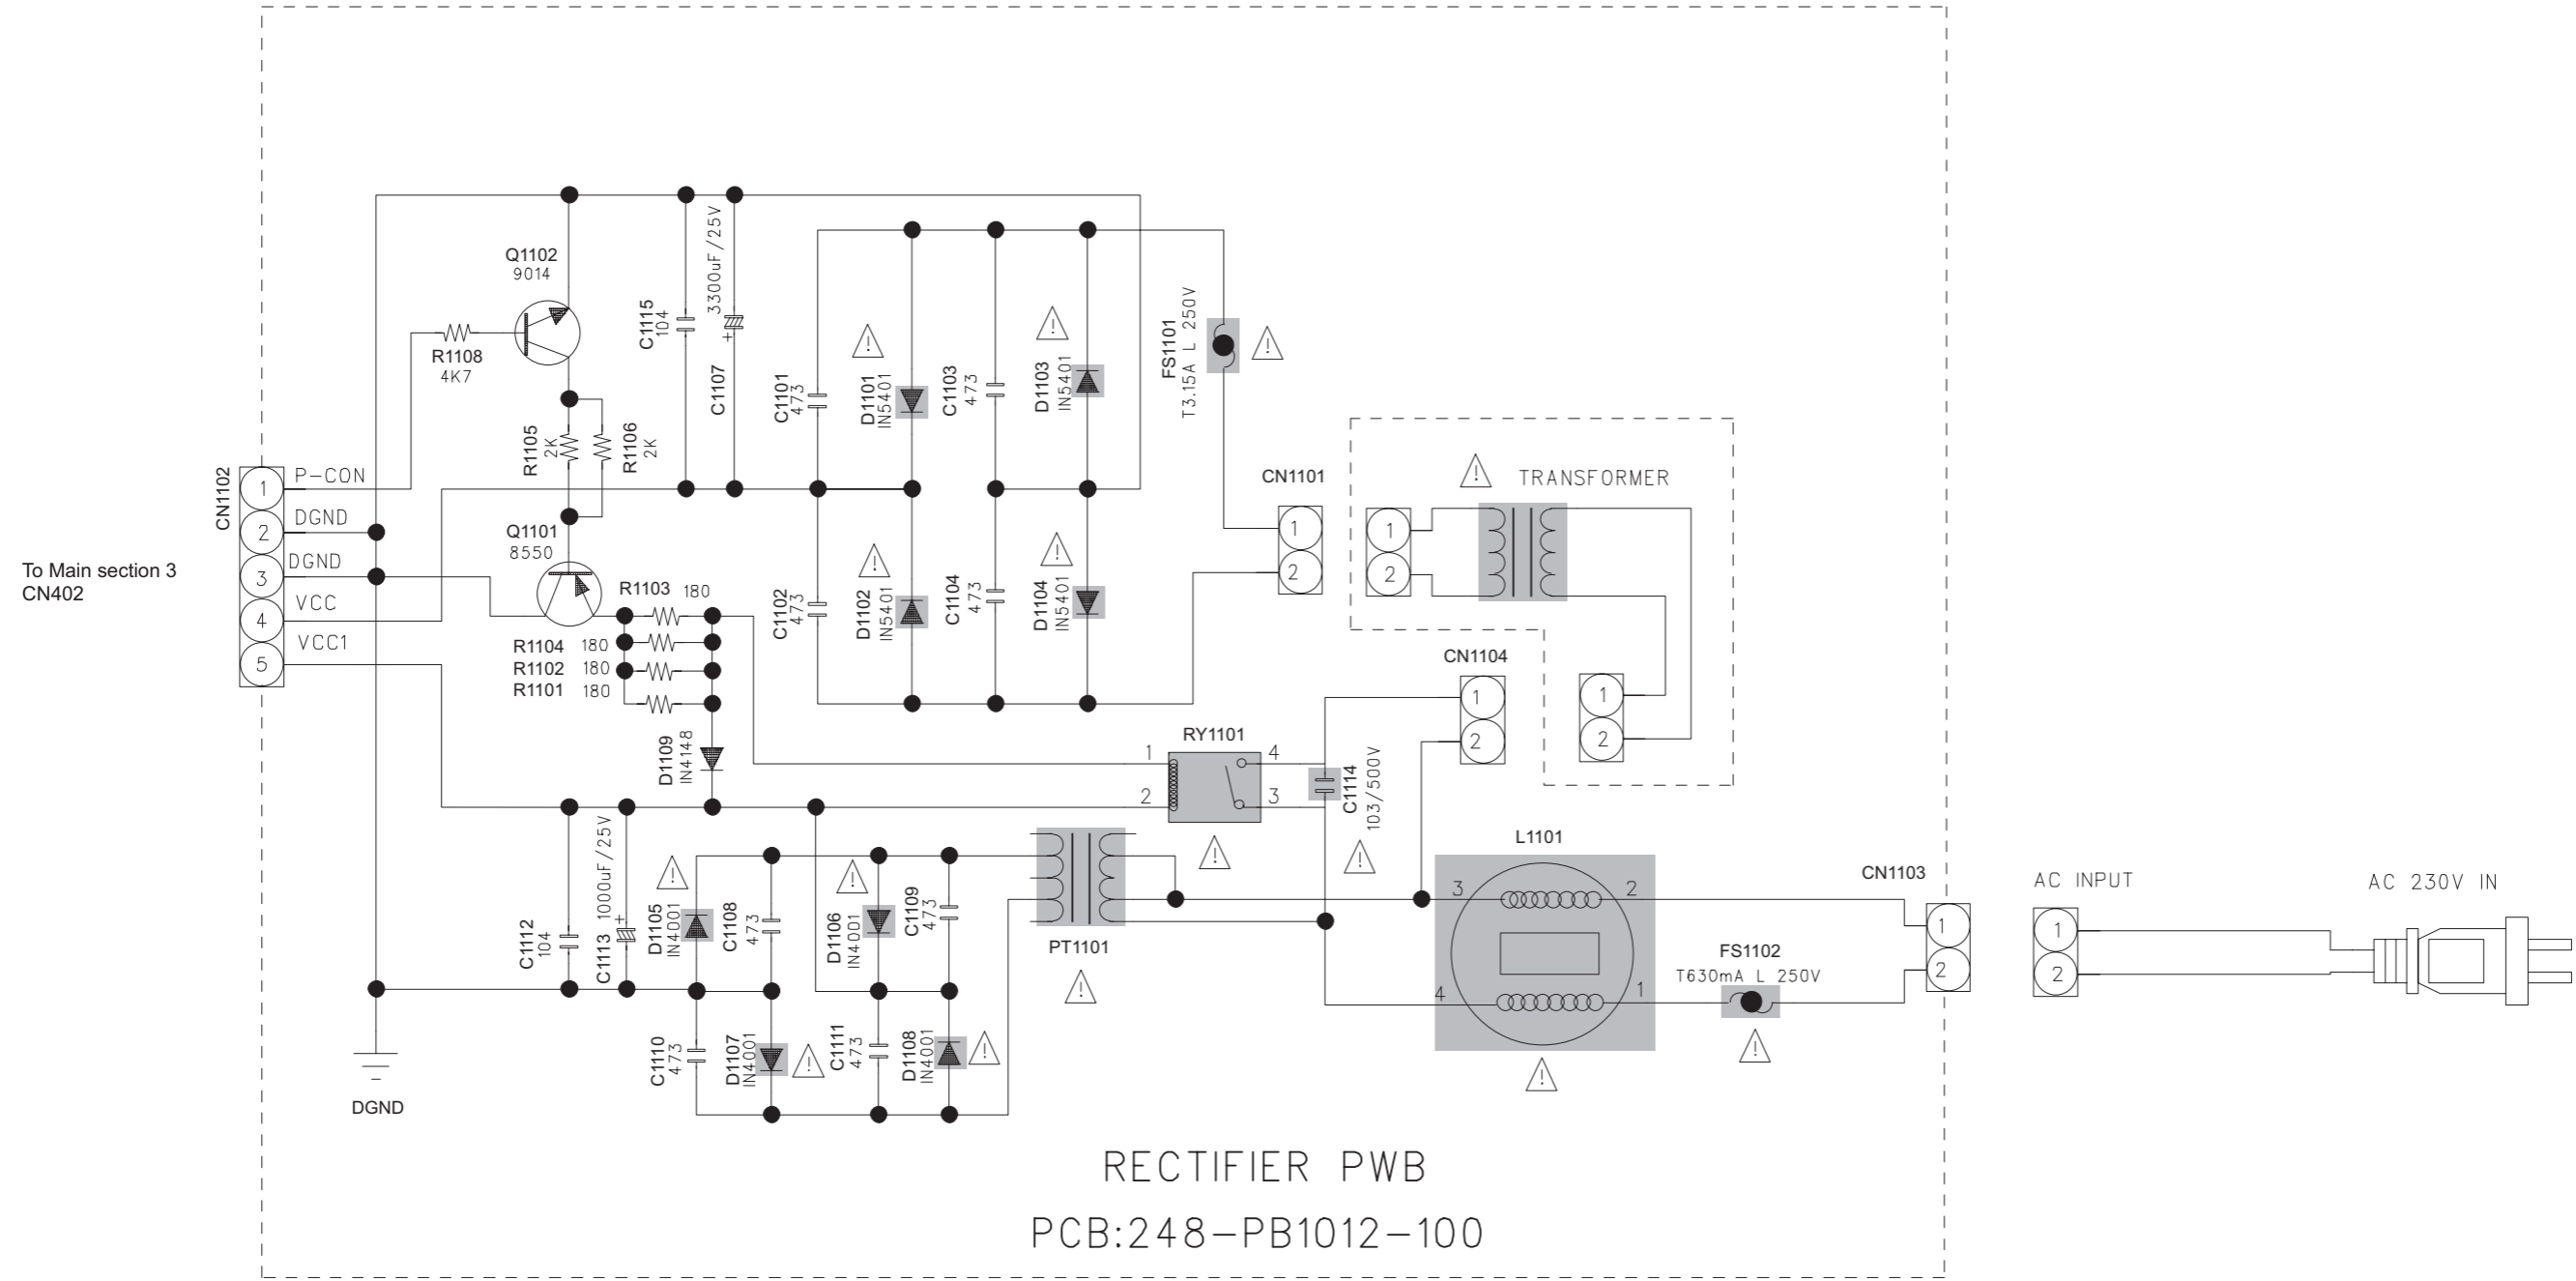 Q1102
9014
R1108
4K7
C1115
104
3300uF/25V
C1107
C1101
473
D1101
IN5401
C1103
473
D1103
IN5401
FS1101
T3.15A L 250V
R1105
2K
R1106
2K
CN1102
1
P-CON
2
DGND
3
DGND
4
VCC
5
VCC1
To Main section 3
CN402
Q1101
8550
R1103 180
R1104 180
R1102 180
R1101 180
C1102
473
D1102
IN5401
C1104
473
D1104
IN5401
CN1101
1
2
TRANSFORMER
1
2
CN1104
1
2
1
2
D1109
IN4148
RY1101
1
4
2
3
C1114
103/500V
L1101
3
2
4
1
CN1103
1
2
AC INPUT
1
2
AC 230V IN
FS1102
T630mA L 250V
C1112
104
C1113
1000uF/25V
D1105
IN4001
C1108
473
D1106
IN4001
C1109
473
PT1101
C1110
473
D1107
IN4001
C1111
473
D1108
IN4001
DGND
RECTIFIER PWB
PCB:248-PB1012-100